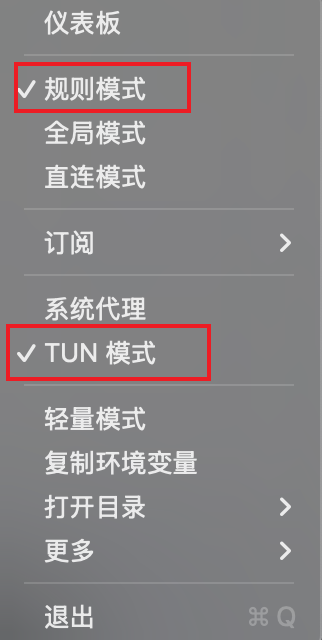 仪表板
✓ 规则模式
全局模式
直连模式
订阅
系统代理
✓ TUN 模式
轻量模式
复制环境变量
打开目录
更多
退出 ⌘ Q